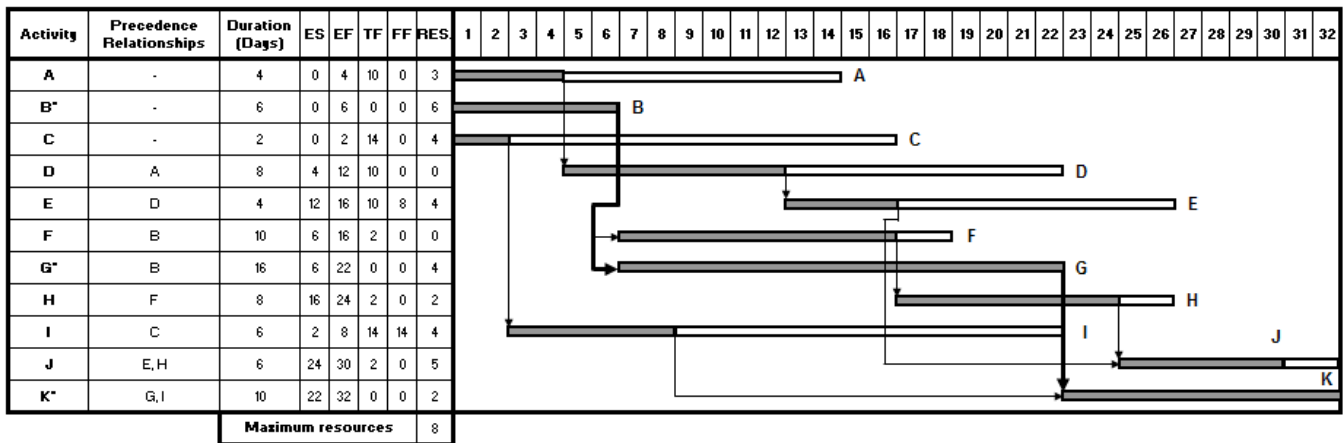 Activity Precedence Relationships Duration (Days) ES EF TF FF RES. 1 2 3 4 5 6 7 8 9 10 11 12 13 14 15 16 17 18 19 20 21 22 23 24 25 26 27 28 29 30 31 32
A - 4 0 4 10 0 3 A
B* - 6 0 6 0 0 6 B
C - 2 0 2 14 0 4 C
D A 8 4 12 10 0 0 D
E D 4 12 16 10 8 4 E
F B 10 6 16 2 0 0 F
G* B 16 6 22 0 0 4 G
H F 8 16 24 2 0 2 H
I C 6 2 8 14 14 4 I
J E, H 6 24 30 2 0 5 J
K* G, I 10 22 32 0 0 2 K
Maximum resources 8